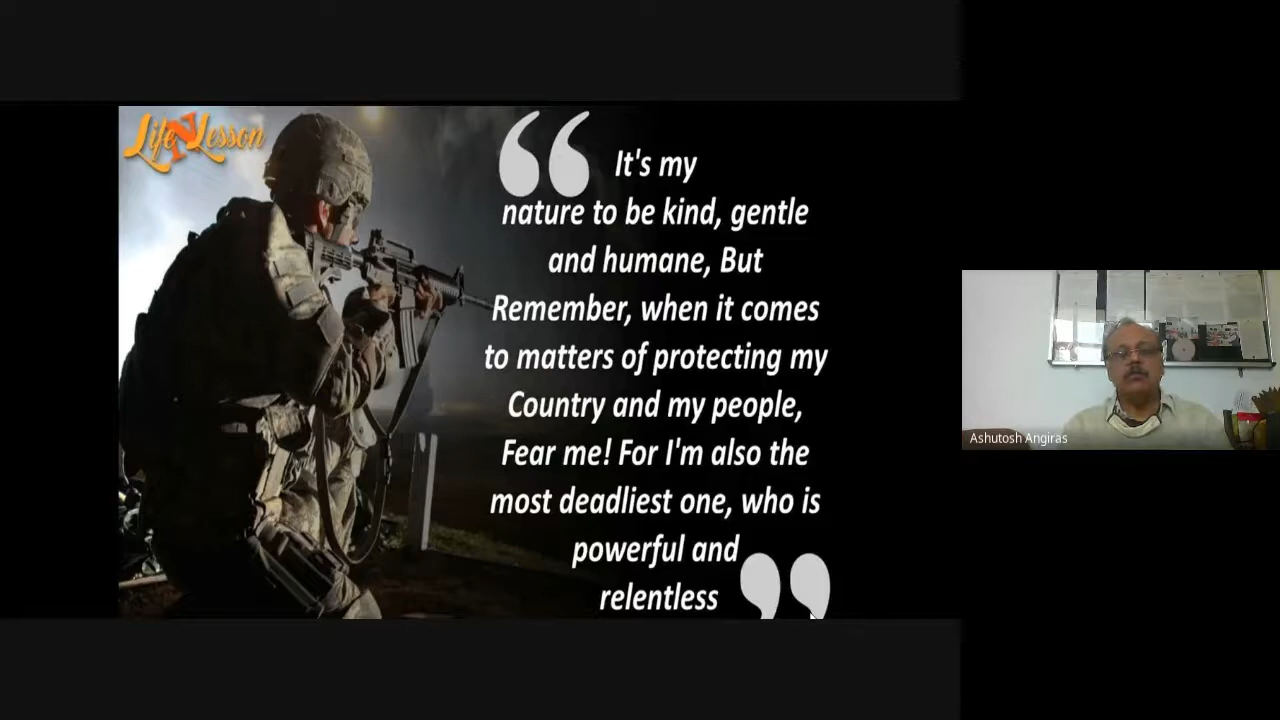 Life N Lesson
“ It's my
nature to be kind, gentle
and humane, But
Remember, when it comes
to matters of protecting my
Country and my people,
Fear me! For I'm also the
most deadliest one, who is
powerful and
relentless ”
Ashutosh Angiras